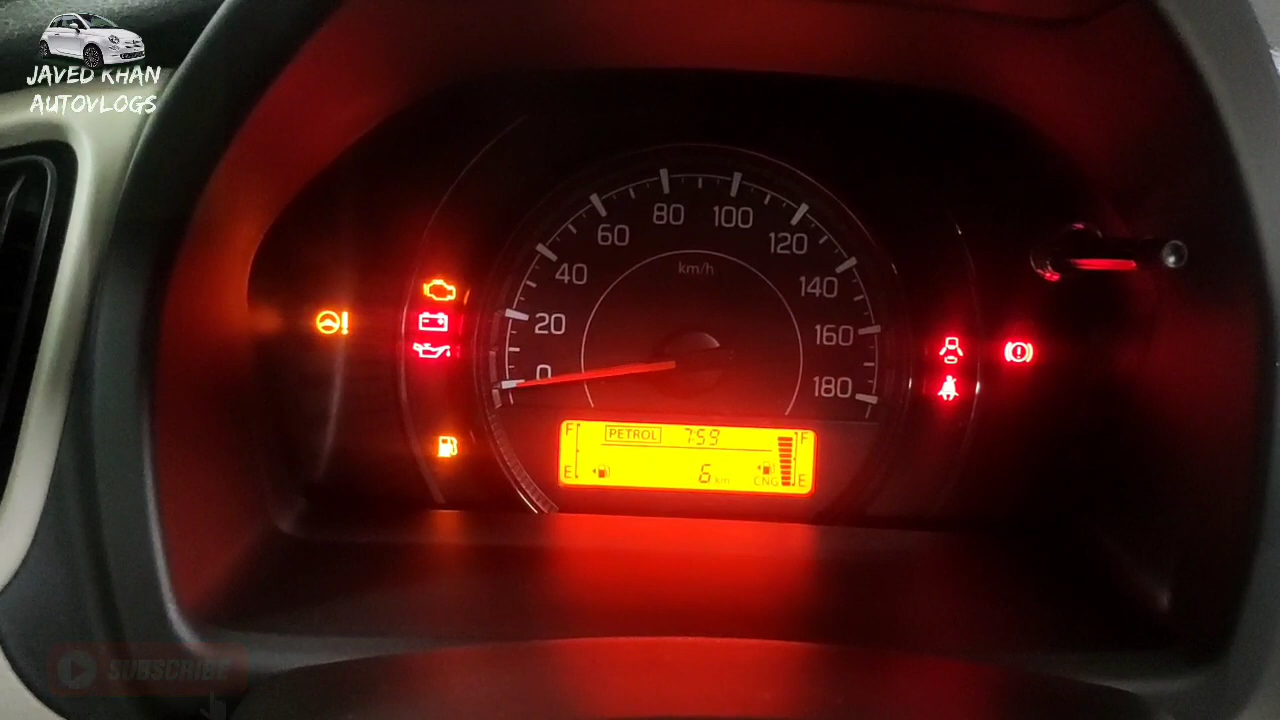 JAVED KHAN
AUTOVLOGS
0
20
40
60
80
100
120
140
160
180
km/h
F
E
PETROL
7:59
6 km
CNG
F
E
SUBSCRIBE